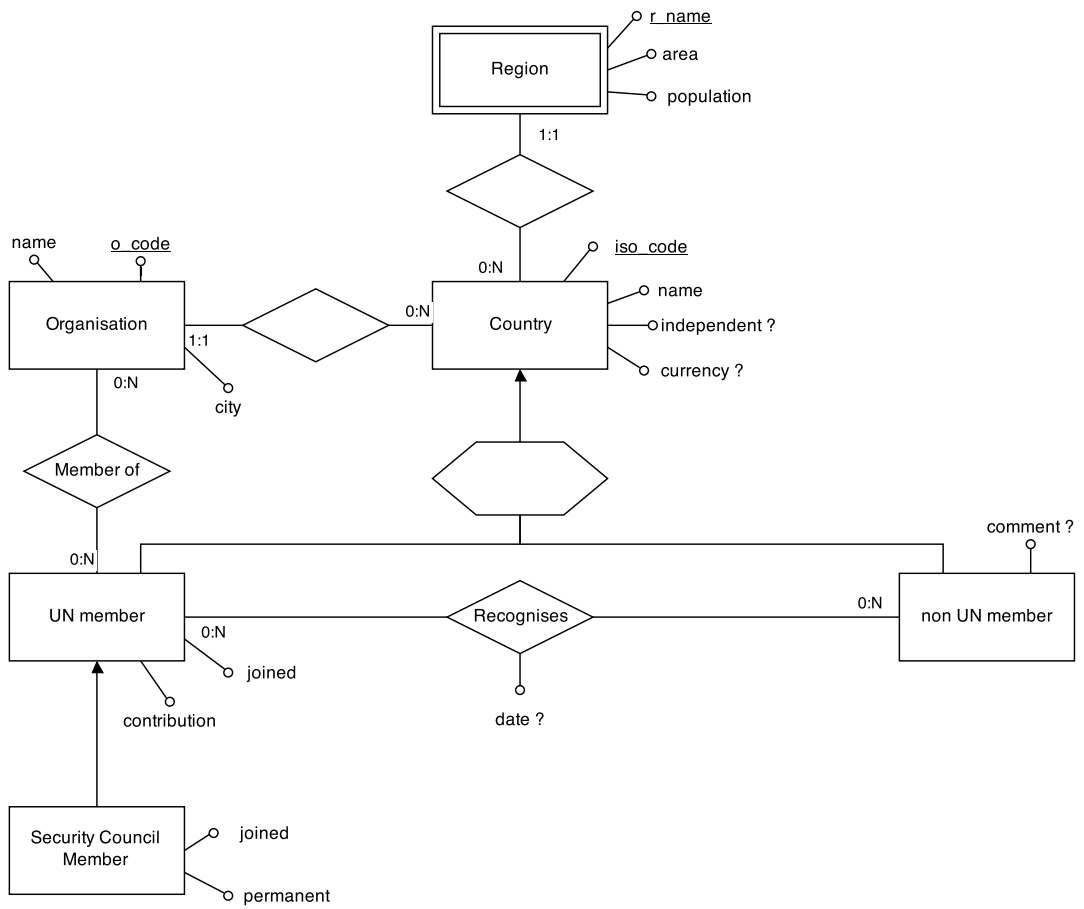 r_name
area
Region
population
1:1
name
o_code
iso_code
0:N
name
0:N
Organisation
Country
independent ?
1:1
currency ?
0:N
city
Member of
comment ?
0:N
0:N
UN member
Recognises
non UN member
0:N
joined
contribution
date ?
joined
Security Council
Member
permanent